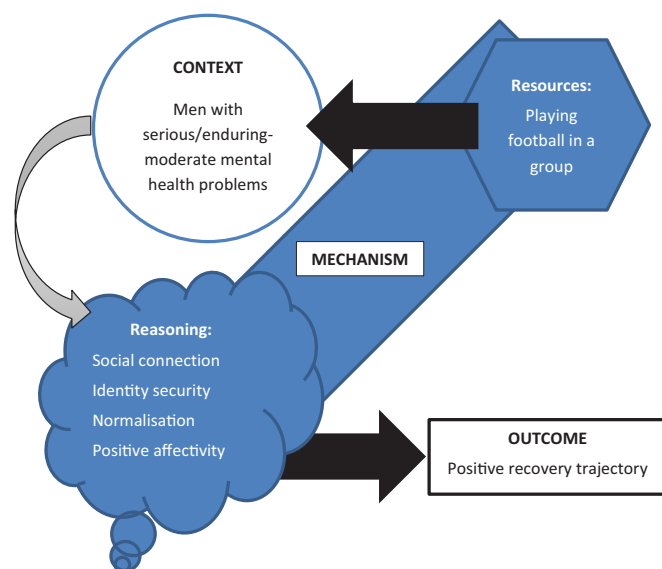 CONTEXT
Men with
serious/enduring-
moderate mental
health problems
Resources:
Playing
football in a
group
MECHANISM
Reasoning:
Social connection
Identity security
Normalisation
Positive affectivity
OUTCOME
Positive recovery trajectory